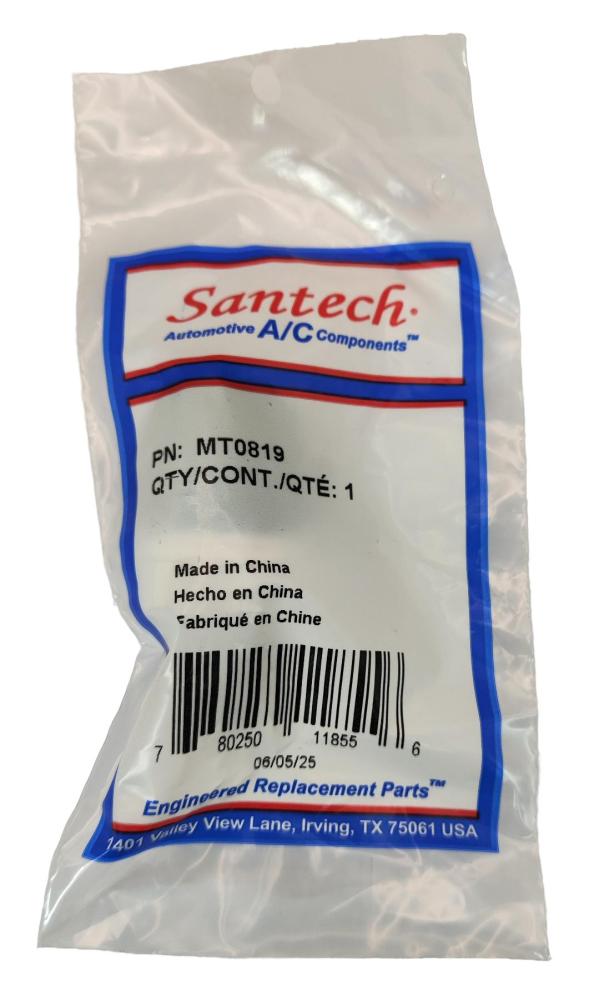 Santech
Automotive A/C Components™
PN: MT0819
QTY/CONT./QTÉ: 1
Made in China
Hecho en China
Fabriqué en Chine
7 80250 11855 6
06/05/25
Engineered Replacement Parts™
1401 Valley View Lane, Irving, TX 75061 USA